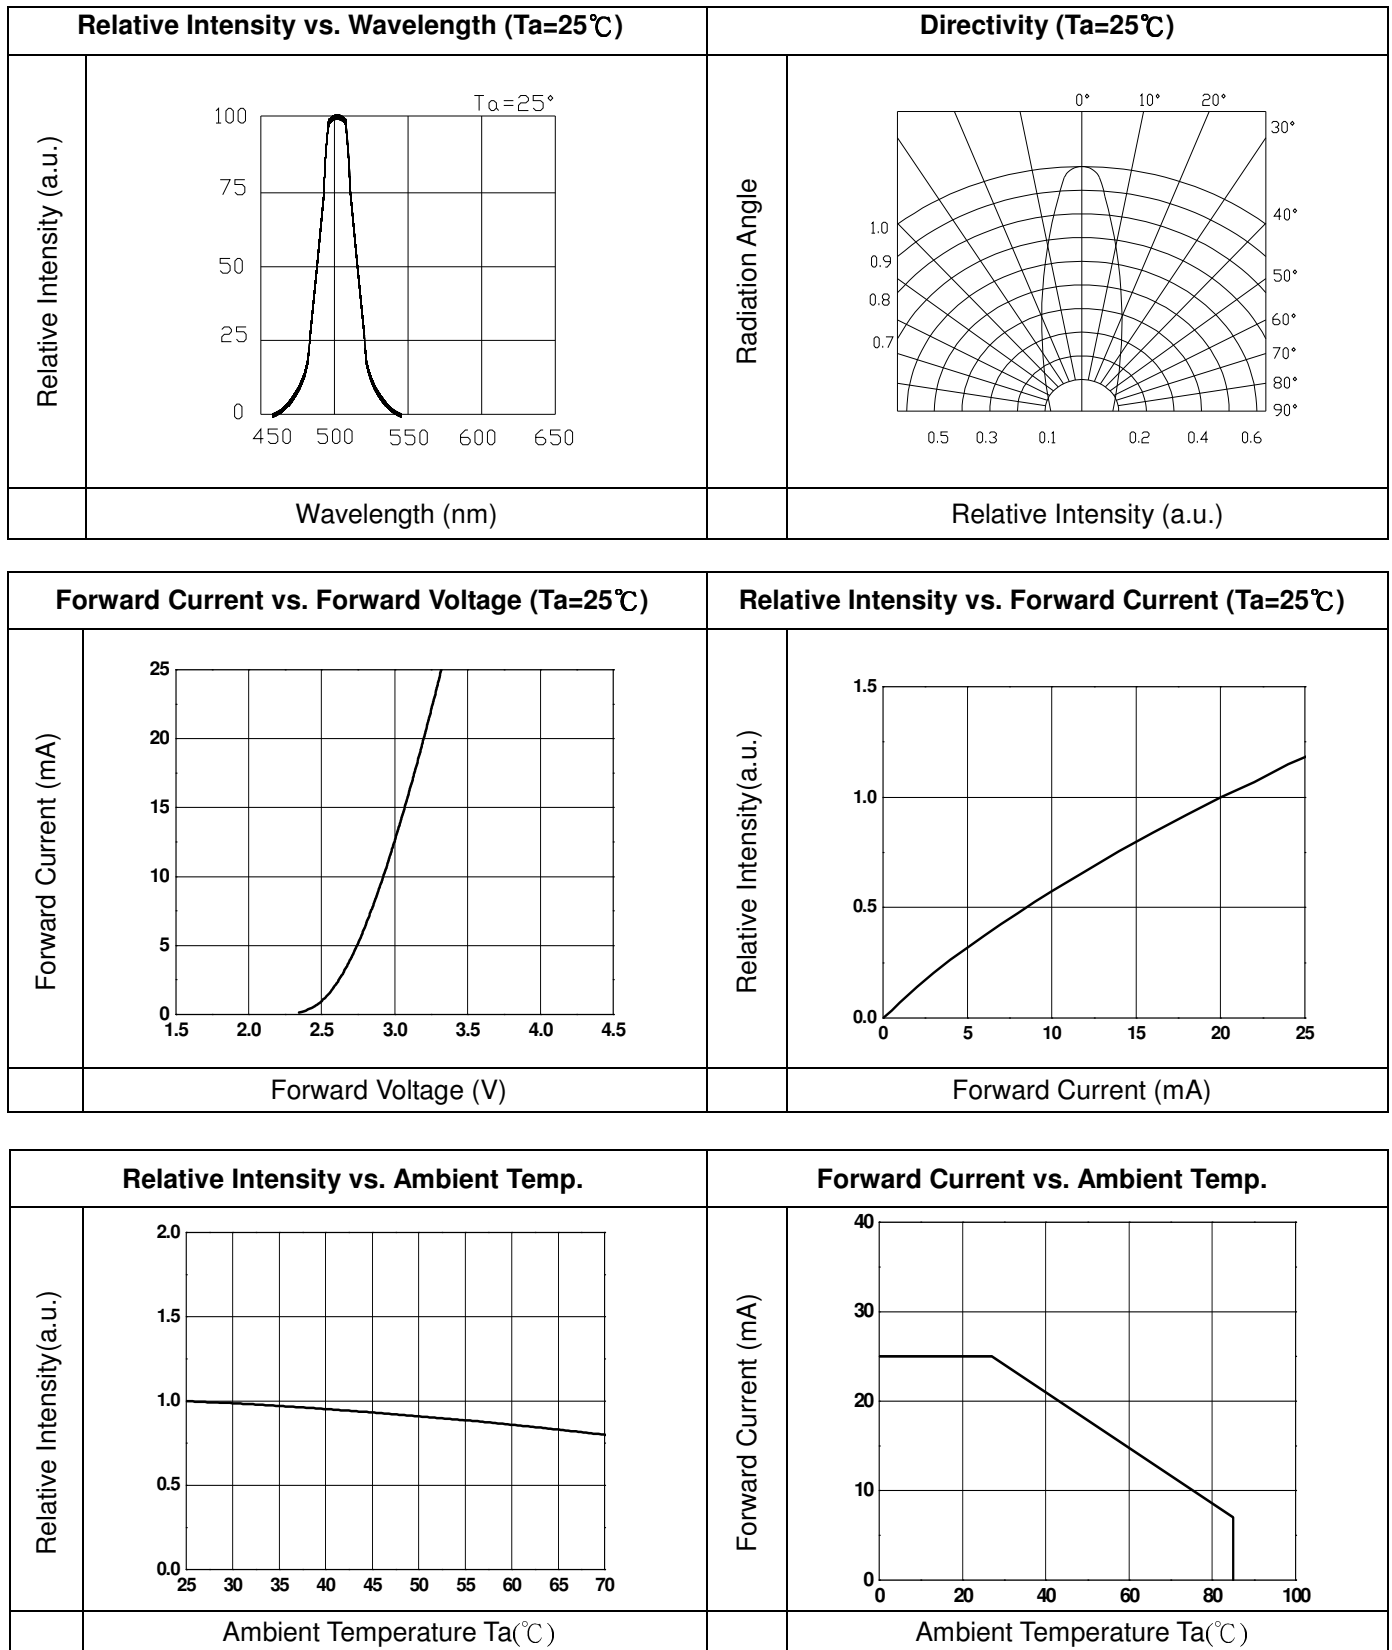 Relative Intensity vs. Wavelength (Ta=25℃)
Directivity (Ta=25℃)
Relative Intensity (a.u.)
Ta=25°
100
75
50
25
0
450 500 550 600 650
Wavelength (nm)
Radiation Angle
0° 10° 20°
30°
40°
50°
60°
70°
80°
90°
1.0
0.9
0.8
0.7
0.5 0.3 0.1 0.2 0.4 0.6
Relative Intensity (a.u.)
Forward Current vs. Forward Voltage (Ta=25℃)
Relative Intensity vs. Forward Current (Ta=25℃)
Forward Current (mA)
25
20
15
10
5
0
1.5 2.0 2.5 3.0 3.5 4.0 4.5
Forward Voltage (V)
Relative Intensity(a.u.)
1.5
1.0
0.5
0.0
0 5 10 15 20 25
Forward Current (mA)
Relative Intensity vs. Ambient Temp.
Forward Current vs. Ambient Temp.
Relative Intensity(a.u.)
2.0
1.5
1.0
0.5
0.0
25 30 35 40 45 50 55 60 65 70
Ambient Temperature Ta(℃)
Forward Current (mA)
40
30
20
10
0
0 20 40 60 80 100
Ambient Temperature Ta(℃)